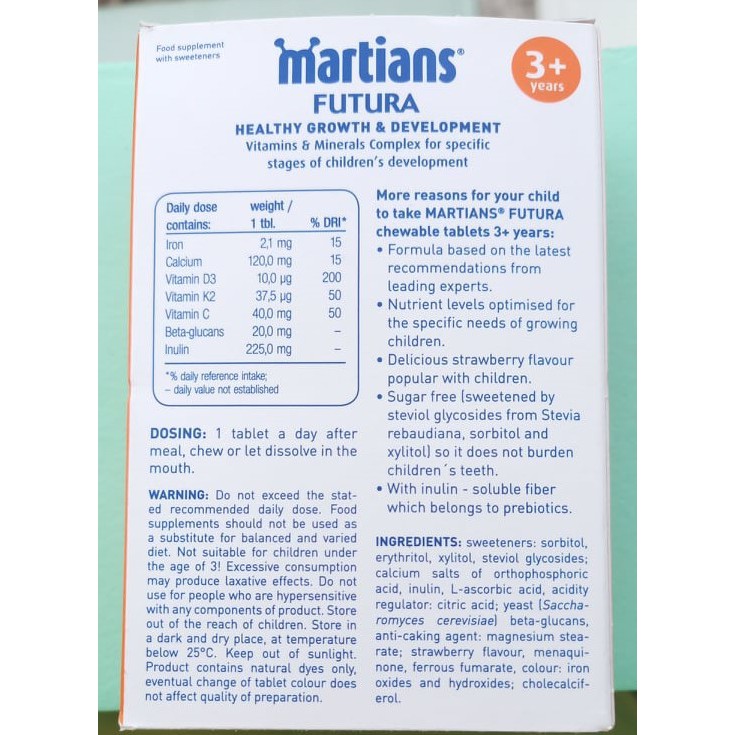 Food supplement
with sweeteners
martians®
3+
years
FUTURA
HEALTHY GROWTH & DEVELOPMENT
Vitamins & Minerals Complex for specific
stages of children's development
Daily dose contains: weight / 1 tbl. % DRI*
Iron 2,1 mg 15
Calcium 120,0 mg 15
Vitamin D3 10,0 µg 200
Vitamin K2 37,5 µg 50
Vitamin C 40,0 mg 50
Beta-glucans 20,0 mg –
Inulin 225,0 mg –
*% daily reference intake;
– daily value not established
DOSING: 1 tablet a day after
meal, chew or let dissolve in the
mouth.
WARNING: Do not exceed the stat-
ed recommended daily dose. Food
supplements should not be used as
a substitute for balanced and varied
diet. Not suitable for children under
the age of 3! Excessive consumption
may produce laxative effects. Do not
use for people who are hypersensitive
with any components of product. Store
out of the reach of children. Store in
a dark and dry place, at temperature
below 25°C. Keep out of sunlight.
Product contains natural dyes only,
eventual change of tablet colour does
not affect quality of preparation.
More reasons for your child
to take MARTIANS® FUTURA
chewable tablets 3+ years:
• Formula based on the latest
recommendations from
leading experts.
• Nutrient levels optimised for
the specific needs of growing
children.
• Delicious strawberry flavour
popular with children.
• Sugar free (sweetened by
steviol glycosides from Stevia
rebaudiana, sorbitol and
xylitol) so it does not burden
children´s teeth.
• With inulin - soluble fiber
which belongs to prebiotics.
INGREDIENTS: sweeteners: sorbitol,
erythritol, xylitol, steviol glycosides;
calcium salts of orthophosphoric
acid, inulin, L-ascorbic acid, acidity
regulator: citric acid; yeast (Saccha-
romyces cerevisiae) beta-glucans,
anti-caking agent: magnesium stea-
rate; strawberry flavour, menaqui-
none, ferrous fumarate, colour: iron
oxides and hydroxides; cholecalcif-
erol.